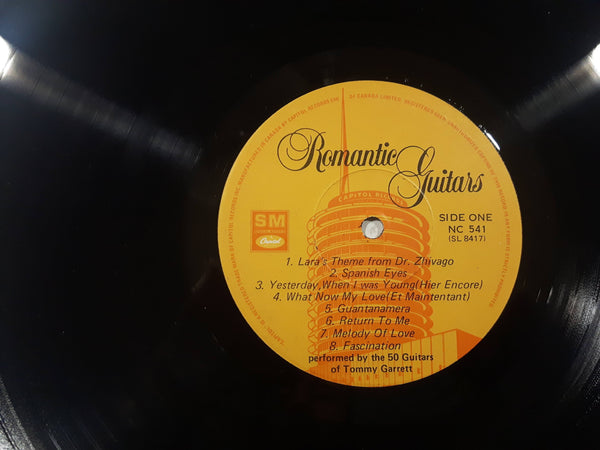 Romantic Guitars
CAPITOL RECORDS
SM
Capitol
SIDE ONE
NC 541
(SL 8417)
1. Lara's Theme from Dr. Zhivago
2. Spanish Eyes
3. Yesterday,When I was Young(Hier Encore)
4. What Now My Love(Et Maintentant)
5. Guantanamera
6. Return To Me
7. Melody Of Love
8. Fascination
performed by the 50 Guitars
of Tommy Garrett